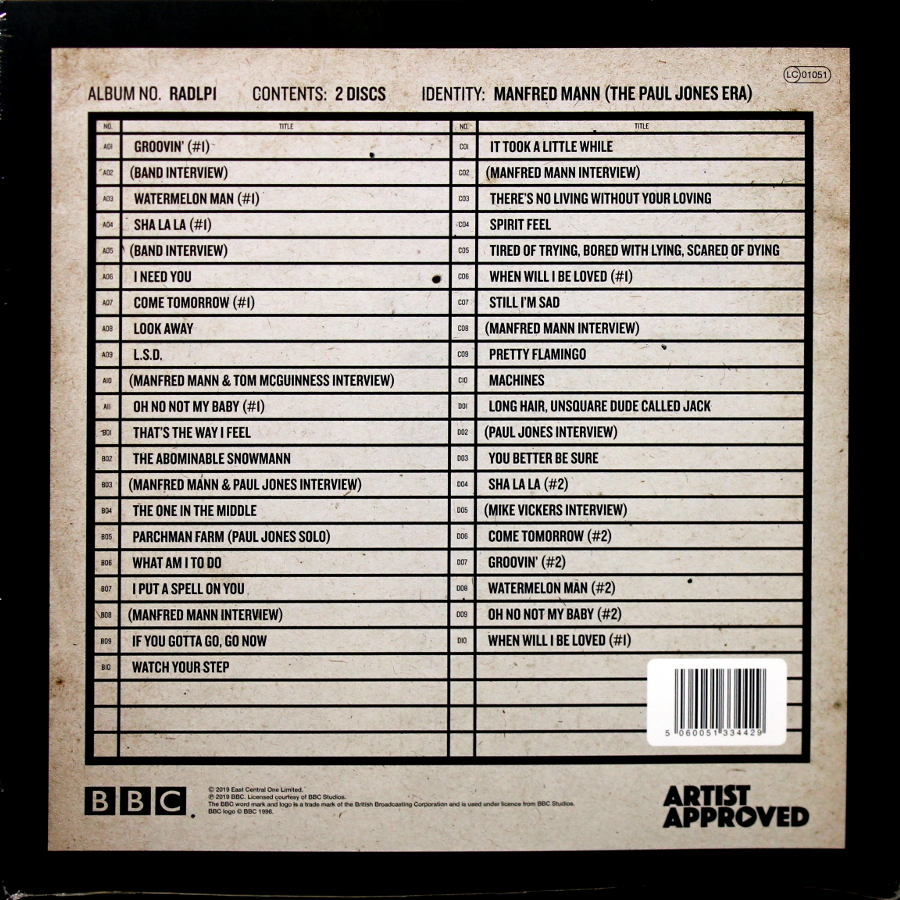 LC 01051
ALBUM NO. RADLP1 CONTENTS: 2 DISCS IDENTITY: MANFRED MANN (THE PAUL JONES ERA)
NO. TITLE NO. TITLE
A01 GROOVIN' (#1)
A02 (BAND INTERVIEW)
A03 WATERMELON MAN (#1)
A04 SHA LA LA (#1)
A05 (BAND INTERVIEW)
A06 I NEED YOU
A07 COME TOMORROW (#1)
A08 LOOK AWAY
A09 L.S.D.
A10 (MANFRED MANN & TOM MCGUINNESS INTERVIEW)
A11 OH NO NOT MY BABY (#1)
B01 THAT'S THE WAY I FEEL
B02 THE ABOMINABLE SNOWMANN
B03 (MANFRED MANN & PAUL JONES INTERVIEW)
B04 THE ONE IN THE MIDDLE
B05 PARCHMAN FARM (PAUL JONES SOLO)
B06 WHAT AM I TO DO
B07 I PUT A SPELL ON YOU
B08 (MANFRED MANN INTERVIEW)
B09 IF YOU GOTTA GO, GO NOW
B10 WATCH YOUR STEP
C01 IT TOOK A LITTLE WHILE
C02 (MANFRED MANN INTERVIEW)
C03 THERE'S NO LIVING WITHOUT YOUR LOVING
C04 SPIRIT FEEL
C05 TIRED OF TRYING, BORED WITH LYING, SCARED OF DYING
C06 WHEN WILL I BE LOVED (#1)
C07 STILL I'M SAD
C08 (MANFRED MANN INTERVIEW)
C09 PRETTY FLAMINGO
C10 MACHINES
D01 LONG HAIR, UNSQUARE DUDE CALLED JACK
D02 (PAUL JONES INTERVIEW)
D03 YOU BETTER BE SURE
D04 SHA LA LA (#2)
D05 (MIKE VICKERS INTERVIEW)
D06 COME TOMORROW (#2)
D07 GROOVIN' (#2)
D08 WATERMELON MAN (#2)
D09 OH NO NOT MY BABY (#2)
D10 WHEN WILL I BE LOVED (#1)
5 060051 334429
BBC
© 2019 East Central One Limited.
℗ 2019 BBC. Licensed courtesy of BBC Studios.
The BBC word mark and logo is a trade mark of the British Broadcasting Corporation and is used under licence from BBC Studios.
BBC logo © BBC 1996.
ARTIST
APPROVED